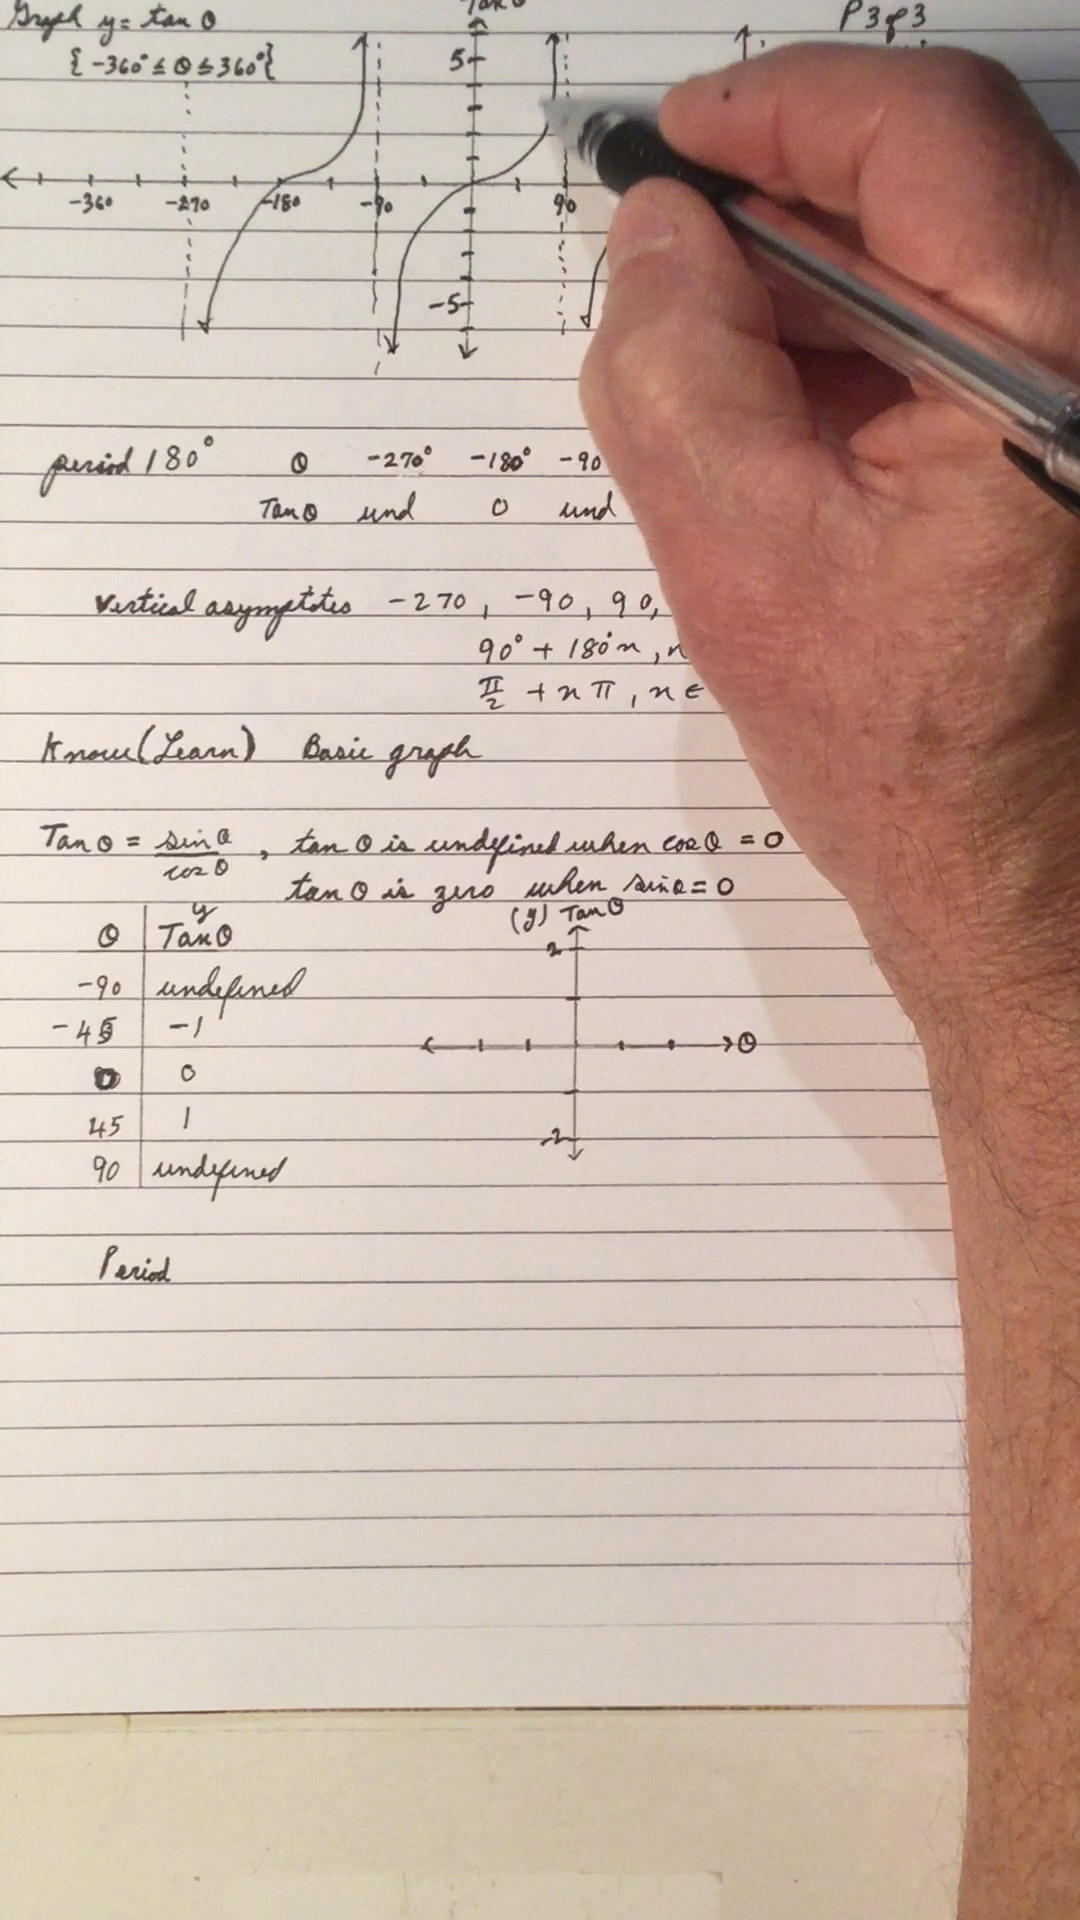 Graph y = tan θ
P 3 of 3
Tan θ
{ -360° ≤ θ ≤ 360° }
5
-360 -270 -180 -90 90
-5
period 180° θ -270° -180° -90
Tan θ und 0 und
Vertical asymptotes -270, -90, 90,
90° + 180°n, n
π/2 + nπ, n ∈
Know (Learn) Basic graph
Tan θ = sin θ / cos θ, tan θ is undefined when cos θ = 0
tan θ is zero when sin θ = 0
y
(y) Tan θ
θ Tan θ
2
-90 undefined
-45 -1
θ
0 0
45 1
-2
90 undefined
Period